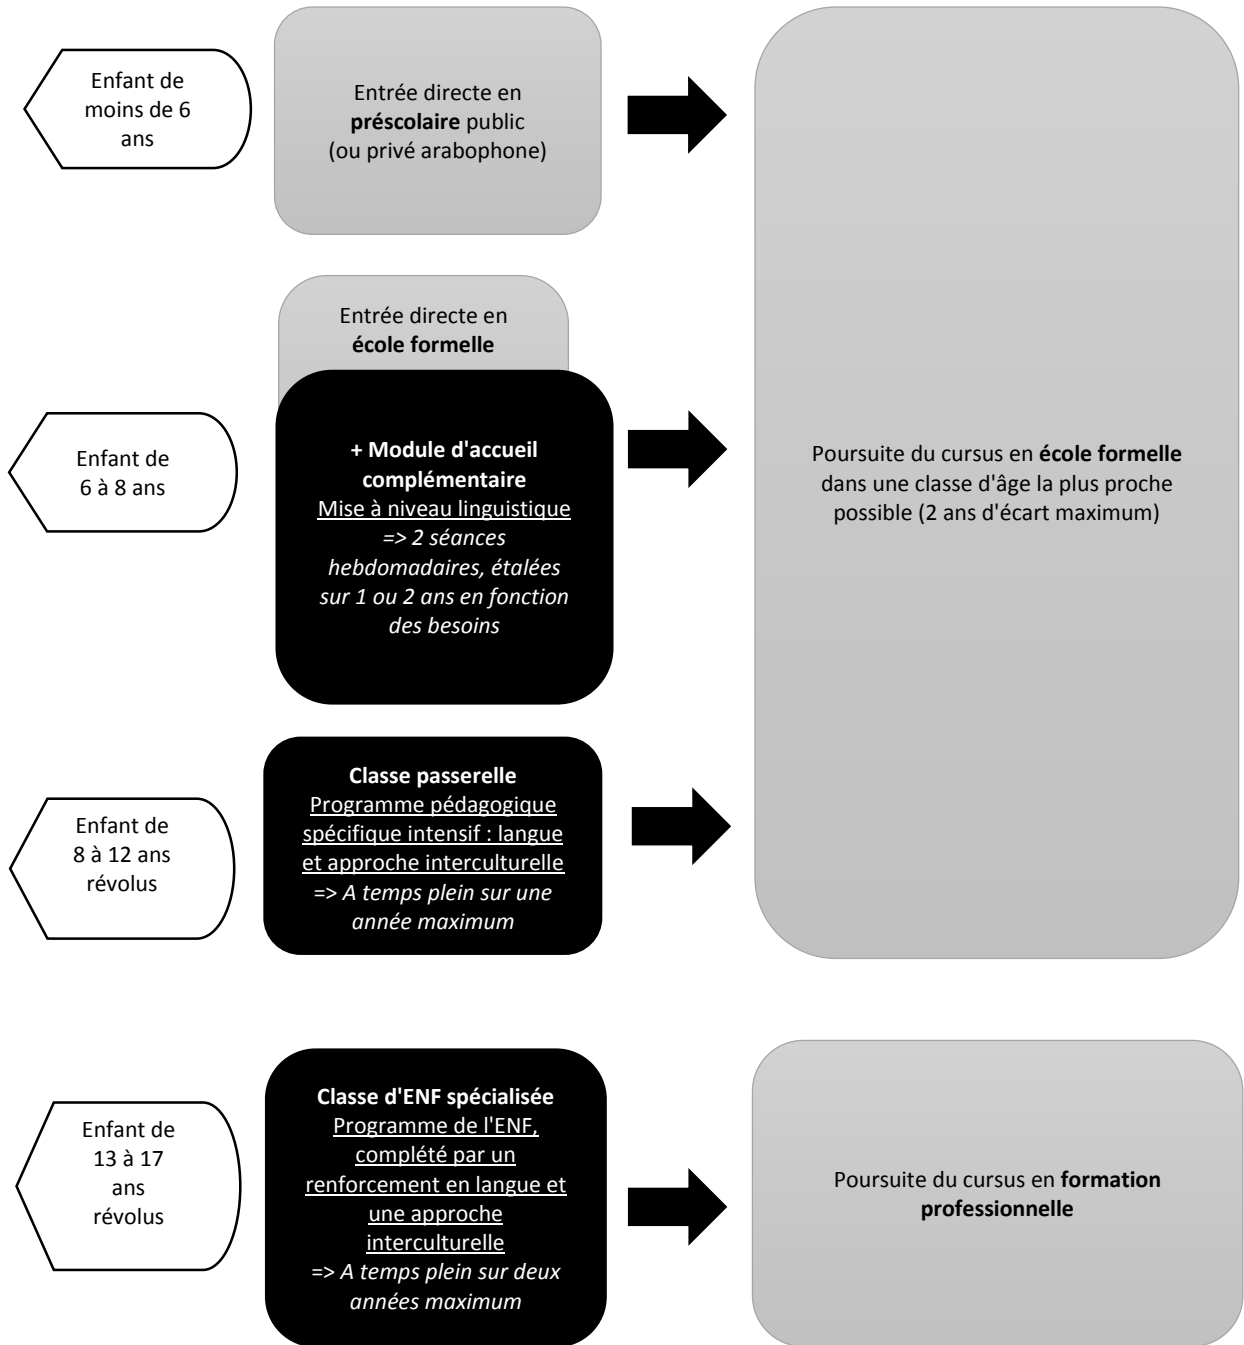 Enfant de
moins de 6
ans
Entrée directe en
préscolaire public
(ou privé arabophone)
Entrée directe en
école formelle
Enfant de
6 à 8 ans
+ Module d'accueil
complémentaire
Mise à niveau linguistique
=> 2 séances
hebdomadaires, étalées
sur 1 ou 2 ans en fonction
des besoins
Poursuite du cursus en école formelle
dans une classe d'âge la plus proche
possible (2 ans d'écart maximum)
Enfant de
8 à 12 ans
révolus
Classe passerelle
Programme pédagogique
spécifique intensif : langue
et approche interculturelle
=> A temps plein sur une
année maximum
Enfant de
13 à 17
ans
révolus
Classe d'ENF spécialisée
Programme de l'ENF,
complété par un
renforcement en langue et
une approche
interculturelle
=> A temps plein sur deux
années maximum
Poursuite du cursus en formation
professionnelle